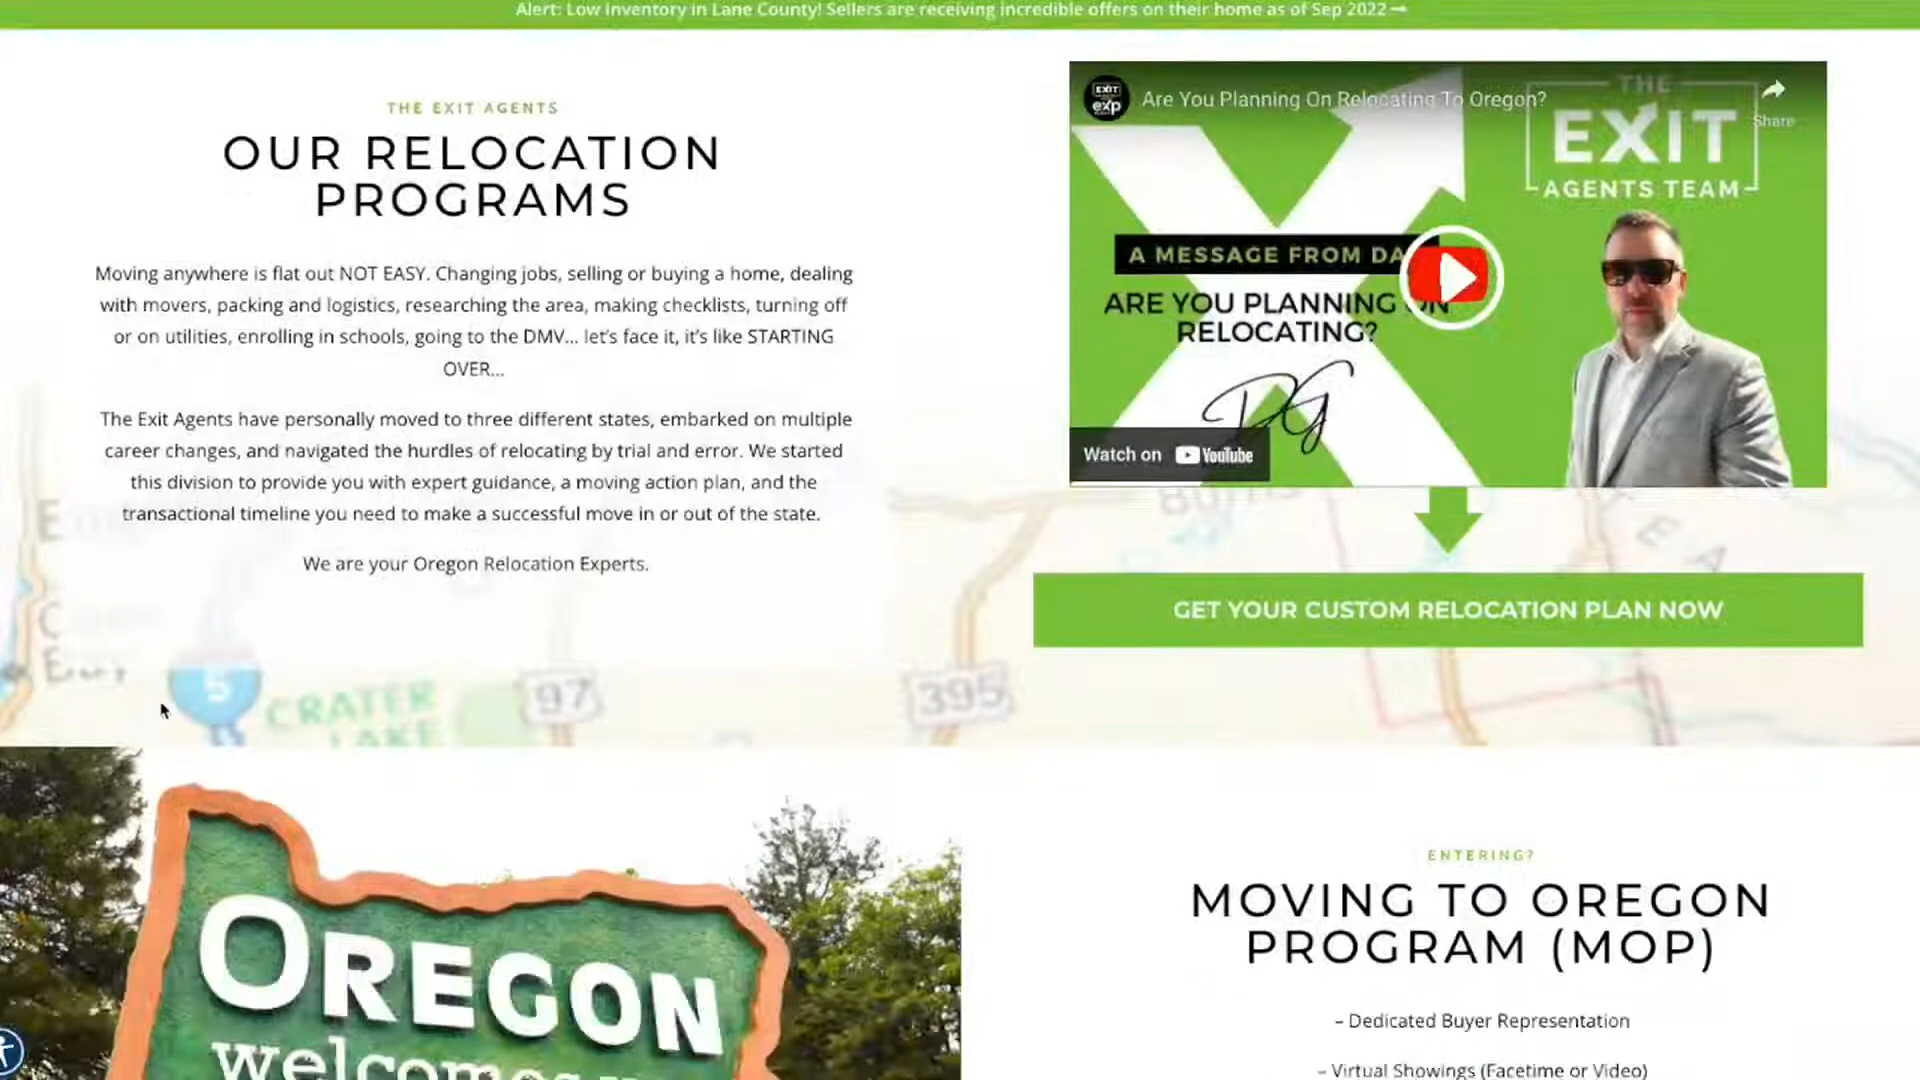 Alert: Low Inventory in Lane County! Sellers are receiving incredible offers on their home as of Sep 2022
THE EXIT AGENTS
OUR RELOCATION
PROGRAMS
Moving anywhere is flat out NOT EASY. Changing jobs, selling or buying a home, dealing
with movers, packing and logistics, researching the area, making checklists, turning off
or on utilities, enrolling in schools, going to the DMV... let's face it, it's like STARTING
OVER...
The Exit Agents have personally moved to three different states, embarked on multiple
career changes, and navigated the hurdles of relocating by trial and error. We started
this division to provide you with expert guidance, a moving action plan, and the
transactional timeline you need to make a successful move in or out of the state.
We are your Oregon Relocation Experts.
EXIT
exp
Are You Planning On Relocating To Oregon?
Share
THE
EXIT
AGENTS TEAM
A MESSAGE FROM DA
ARE YOU PLANNING ON
RELOCATING?
DG
Watch on YouTube
GET YOUR CUSTOM RELOCATION PLAN NOW
5
CRATER
LAKE
97
395
OREGON
ENTERING?
MOVING TO OREGON
PROGRAM (MOP)
– Dedicated Buyer Representation
– Virtual Showings (Facetime or Video)